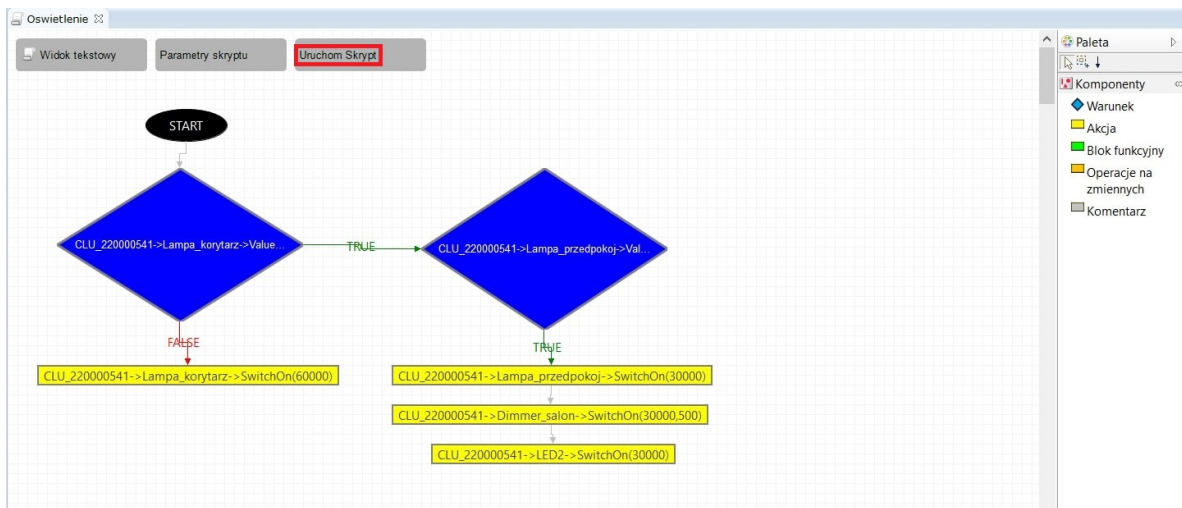 Oswietlenie
Widok tekstowy
Parametry skryptu
Uruchom Skrypt
START
CLU_220000541->Lampa_korytarz->Value...
TRUE
CLU_220000541->Lampa_przedpokoj->Val...
FALSE
TRUE
CLU_220000541->Lampa_korytarz->SwitchOn(60000)
CLU_220000541->Lampa_przedpokoj->SwitchOn(30000)
CLU_220000541->Dimmer_salon->SwitchOn(30000,500)
CLU_220000541->LED2->SwitchOn(30000)
Paleta
Komponenty
Warunek
Akcja
Blok funkcyjny
Operacje na
zmiennych
Komentarz